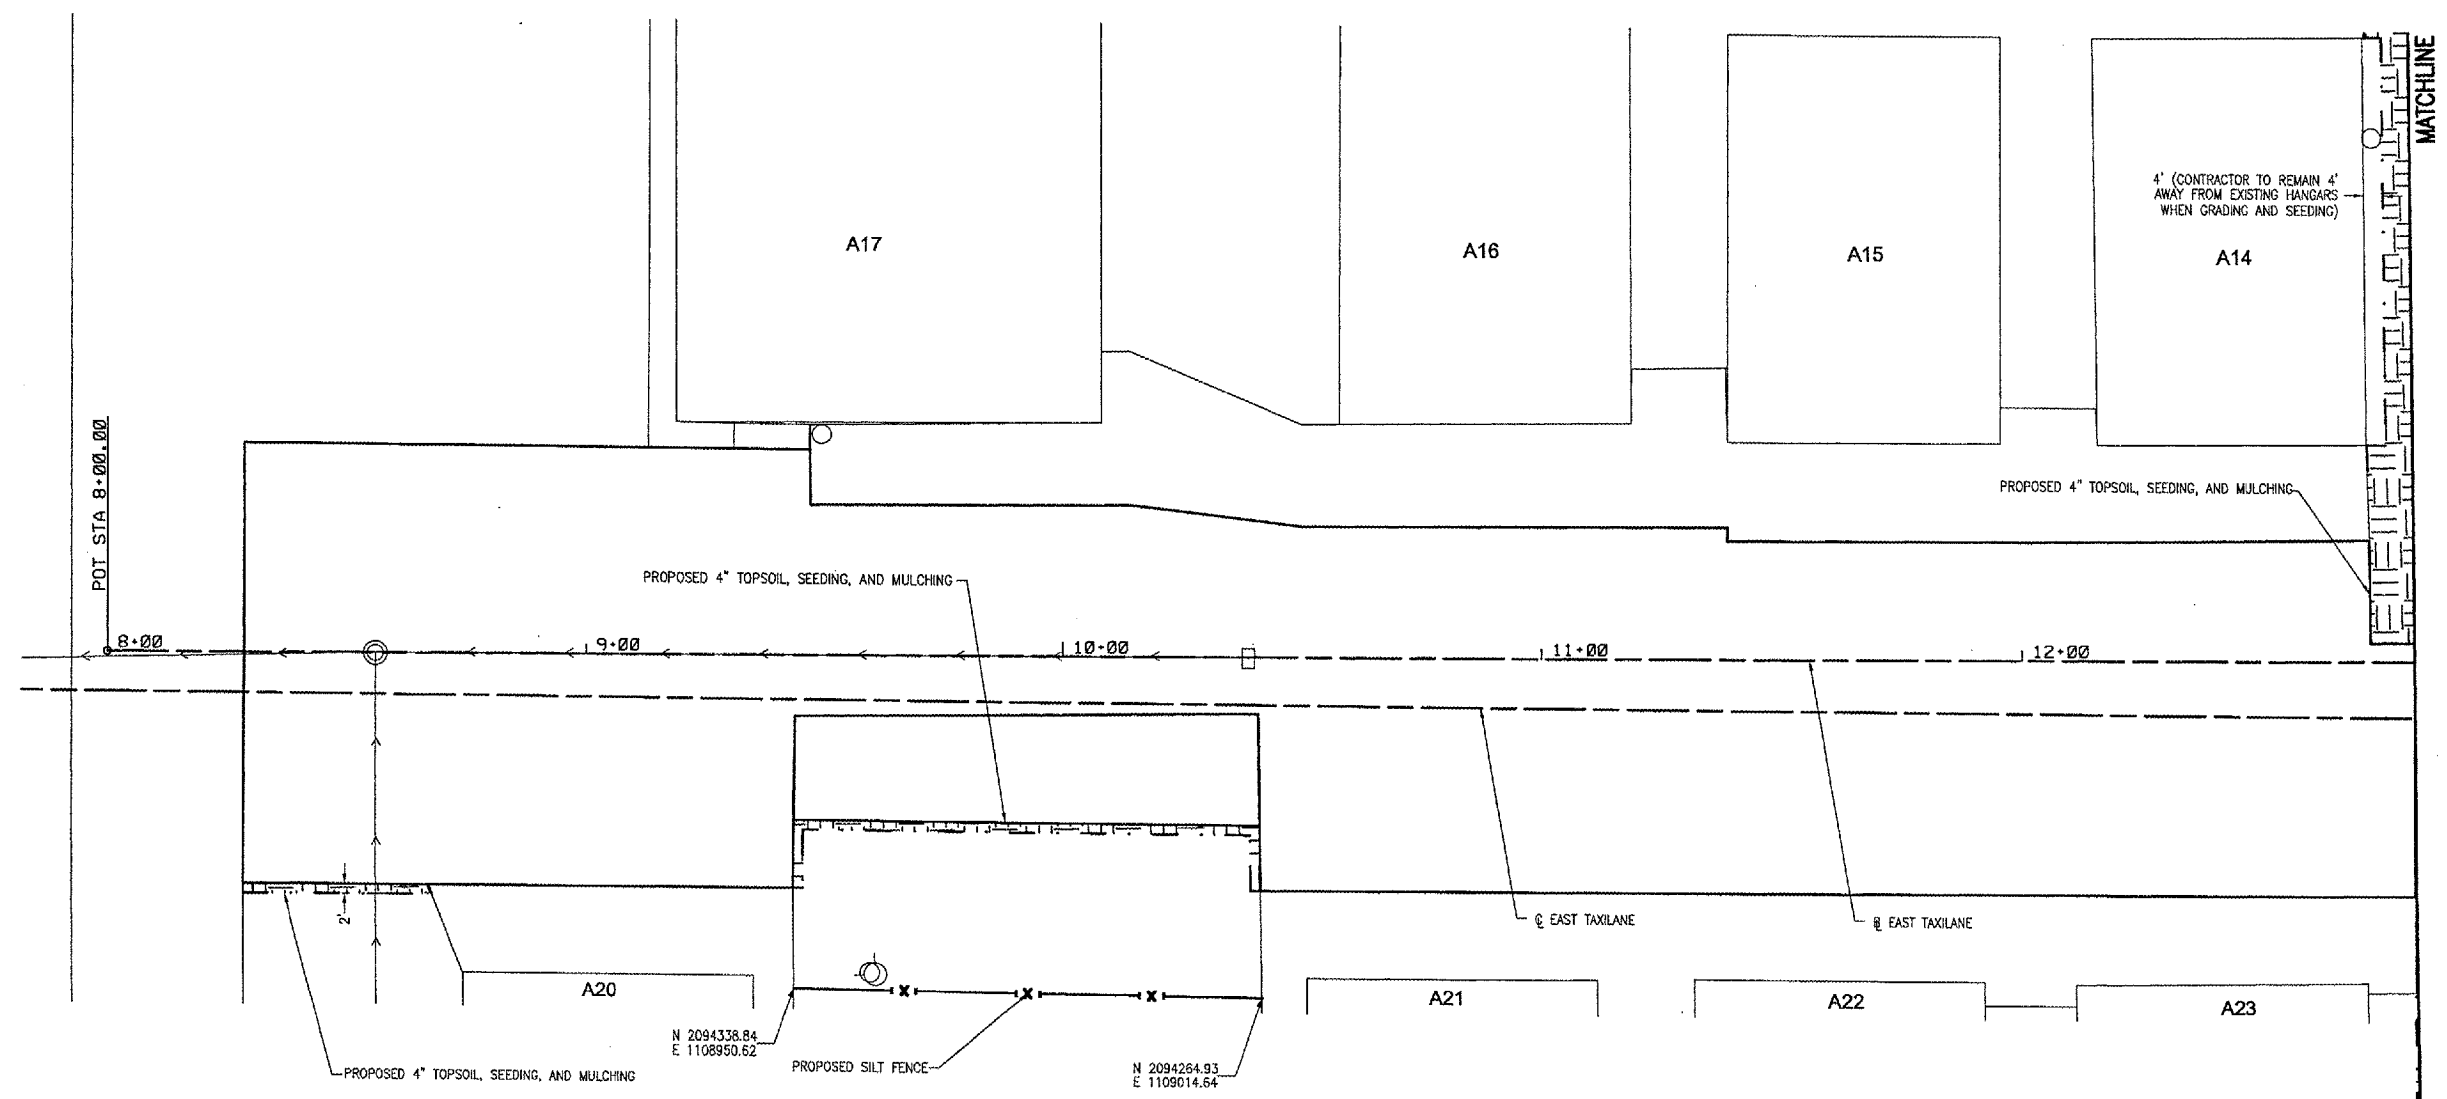 MATCHLINE
4' (CONTRACTOR TO REMAIN 4'
AWAY FROM EXISTING HANGARS
WHEN GRADING AND SEEDING)
A17
A16
A15
A14
POT STA 8+00.00
PROPOSED 4" TOPSOIL, SEEDING, AND MULCHING
PROPOSED 4" TOPSOIL, SEEDING, AND MULCHING
8+00
9+00
10+00
11+00
12+00
2'
℄ EAST TAXILANE
EAST TAXILANE
A20
A21
A22
A23
N 2094338.84
E 1108950.62
PROPOSED SILT FENCE
N 2094264.93
E 1109014.64
PROPOSED 4" TOPSOIL, SEEDING, AND MULCHING